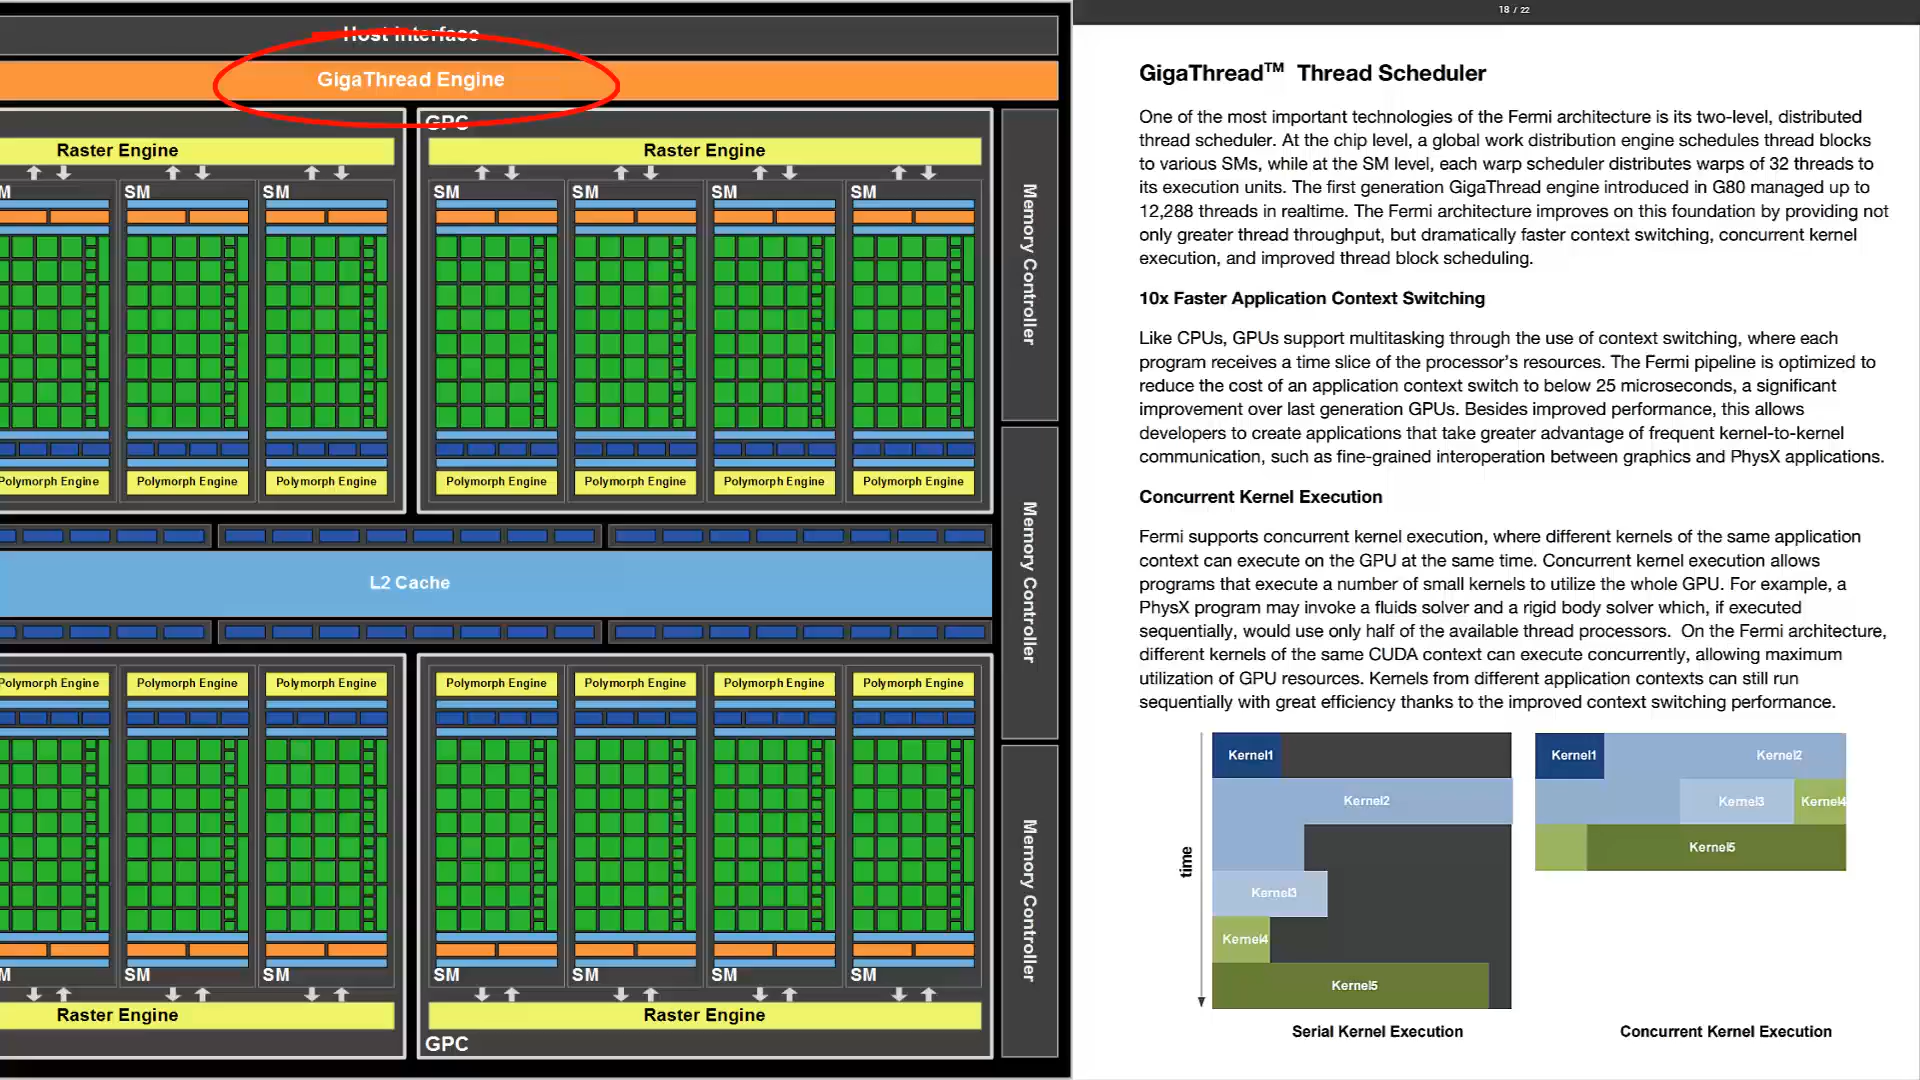 Host Interface
GigaThread Engine
GPC
Raster Engine
Raster Engine
M
SM
SM
SM
SM
SM
SM
Memory Controller
Polymorph Engine
Polymorph Engine
Polymorph Engine
Polymorph Engine
Polymorph Engine
Polymorph Engine
Polymorph Engine
L2 Cache
Memory Controller
Polymorph Engine
Polymorph Engine
Polymorph Engine
Polymorph Engine
Polymorph Engine
Polymorph Engine
Polymorph Engine
Memory Controller
M
SM
SM
SM
SM
SM
SM
Raster Engine
Raster Engine
GPC
18 / 22
GigaThread™ Thread Scheduler
One of the most important technologies of the Fermi architecture is its two-level, distributed
thread scheduler. At the chip level, a global work distribution engine schedules thread blocks
to various SMs, while at the SM level, each warp scheduler distributes warps of 32 threads to
its execution units. The first generation GigaThread engine introduced in G80 managed up to
12,288 threads in realtime. The Fermi architecture improves on this foundation by providing not
only greater thread throughput, but dramatically faster context switching, concurrent kernel
execution, and improved thread block scheduling.
10x Faster Application Context Switching
Like CPUs, GPUs support multitasking through the use of context switching, where each
program receives a time slice of the processor's resources. The Fermi pipeline is optimized to
reduce the cost of an application context switch to below 25 microseconds, a significant
improvement over last generation GPUs. Besides improved performance, this allows
developers to create applications that take greater advantage of frequent kernel-to-kernel
communication, such as fine-grained interoperation between graphics and PhysX applications.
Concurrent Kernel Execution
Fermi supports concurrent kernel execution, where different kernels of the same application
context can execute on the GPU at the same time. Concurrent kernel execution allows
programs that execute a number of small kernels to utilize the whole GPU. For example, a
PhysX program may invoke a fluids solver and a rigid body solver which, if executed
sequentially, would use only half of the available thread processors. On the Fermi architecture,
different kernels of the same CUDA context can execute concurrently, allowing maximum
utilization of GPU resources. Kernels from different application contexts can still run
sequentially with great efficiency thanks to the improved context switching performance.
time
Kernel1
Kernel2
Kernel3
Kernel4
Kernel5
Serial Kernel Execution
Kernel1
Kernel2
Kernel3
Kernel4
Kernel5
Concurrent Kernel Execution